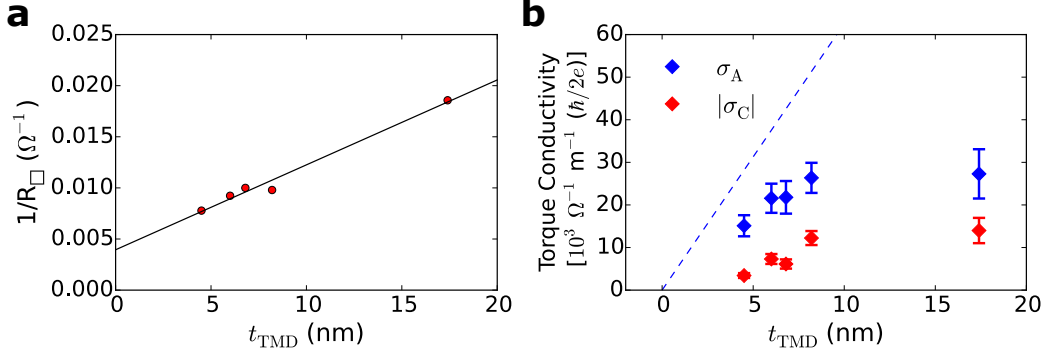 a
0.025
0.020
0.015
0.010
0.005
0.000
1/R□ (Ω⁻¹)
0 5 10 15 20
t_TMD (nm)
b
60
50
40
30
20
10
0
Torque Conductivity
[10³ Ω⁻¹ m⁻¹ (ħ/2e)]
σ_A
|σ_C|
0 5 10 15 20
t_TMD (nm)